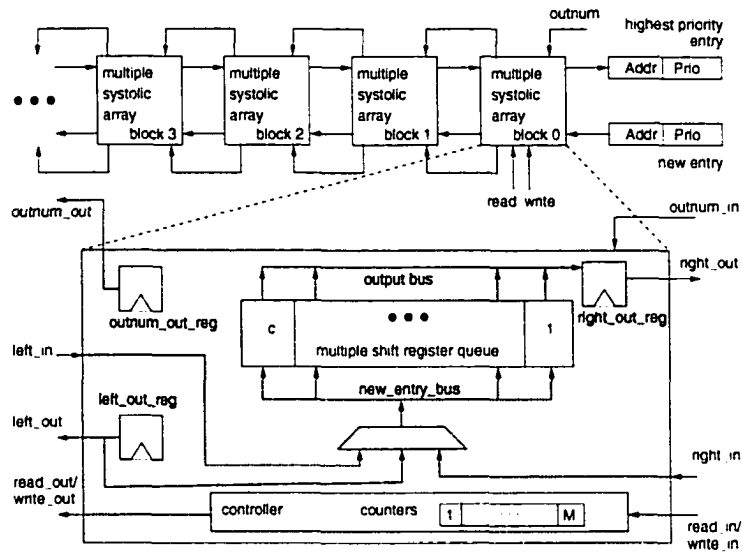 outnum
highest priority
entry
multiple
systolic
array
block 3
multiple
systolic
array
block 2
multiple
systolic
array
block 1
multiple
systolic
array
block 0
Addr Prio
Addr Prio
new entry
read write
outnum_out
outnum_in
output bus
right_out
outnum_out_reg
right_out_reg
c
1
multiple shift register queue
left_in
new_entry_bus
left_out_reg
left_out
right_in
read_out/
write_out
controller
counters
1
M
read_in/
write_in